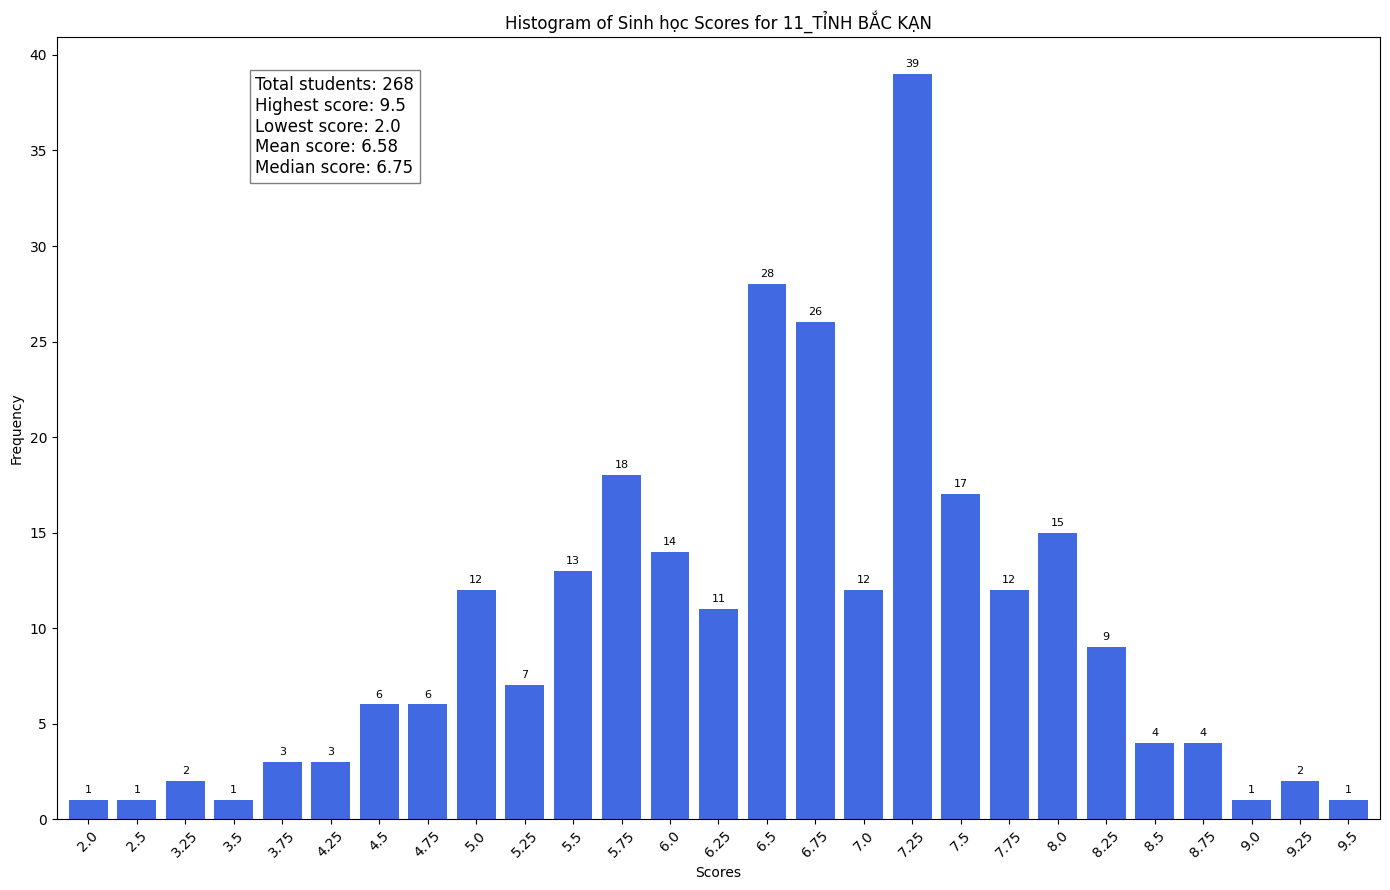 Histogram of Sinh học Scores for 11_TỈNH BẮC KẠN
Total students: 268
Highest score: 9.5
Lowest score: 2.0
Mean score: 6.58
Median score: 6.75
Frequency
40
35
30
25
20
15
10
5
0
1 1 2 1 3 3 6 6 12 7 13 18 14 11 28 26 12 39 17 12 15 9 4 4 1 2 1
2.0 2.5 3.25 3.5 3.75 4.25 4.5 4.75 5.0 5.25 5.5 5.75 6.0 6.25 6.5 6.75 7.0 7.25 7.5 7.75 8.0 8.25 8.5 8.75 9.0 9.25 9.5
Scores